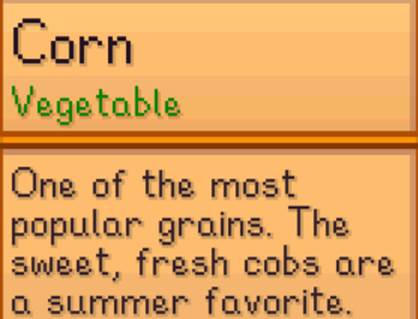 Corn
Vegetable
One of the most
popular grains. The
sweet, fresh cobs are
a summer favorite.